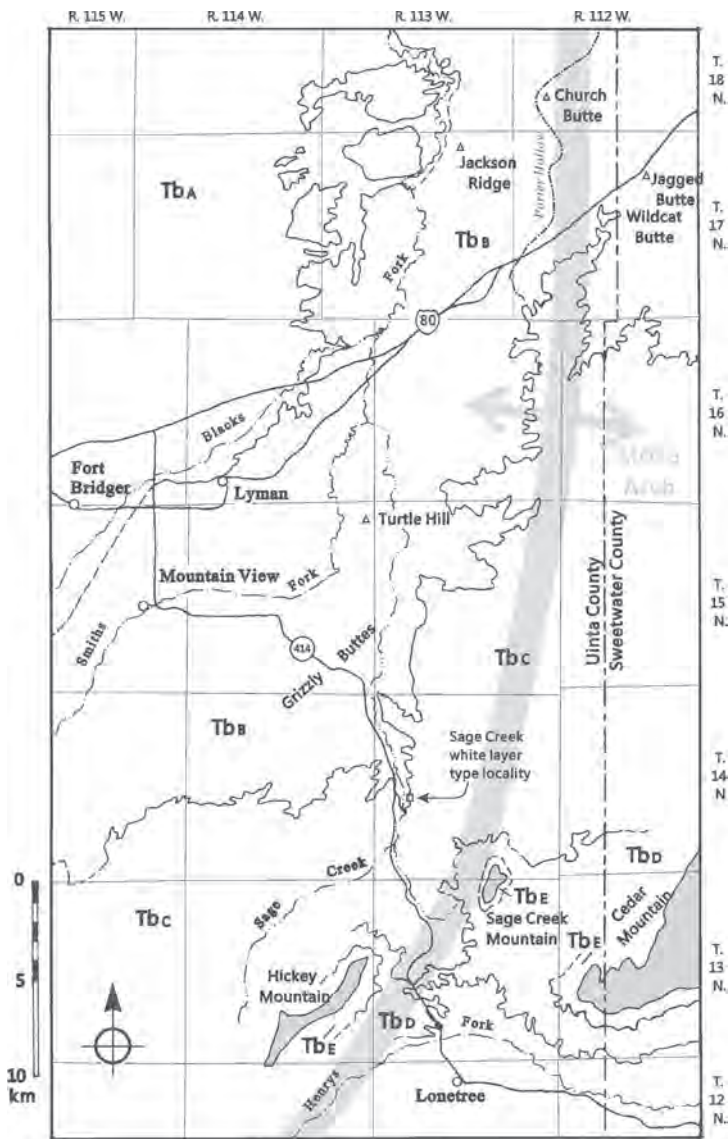 R. 115 W. R. 114 W. R. 113 W. R. 112 W.
T.
18
N.
Church
Butte
Jackson
Ridge
Porter Hollow
Jagged
Butte
TbA
T.
17
N.
Wildcat
Butte
TbB
Fork
80
T.
16
N.
Blacks
Arch
Fort
Bridger
Lyman
Turtle Hill
Mountain View
Fork
T.
15
N.
Uinta County
Sweetwater County
Smiths
414
Grizzly Buttes
TbC
TbB
Sage Creek
white layer
type locality
T.
14
N
TbD
0
Sage Creek
TbE
Sage Creek
Mountain
Cedar
Mountain
TbC
TbE
Hickey
Mountain
T.
13
N.
5
TbD
Fork
TbE
Henrys
Lonetree
10
km
T.
12
N.